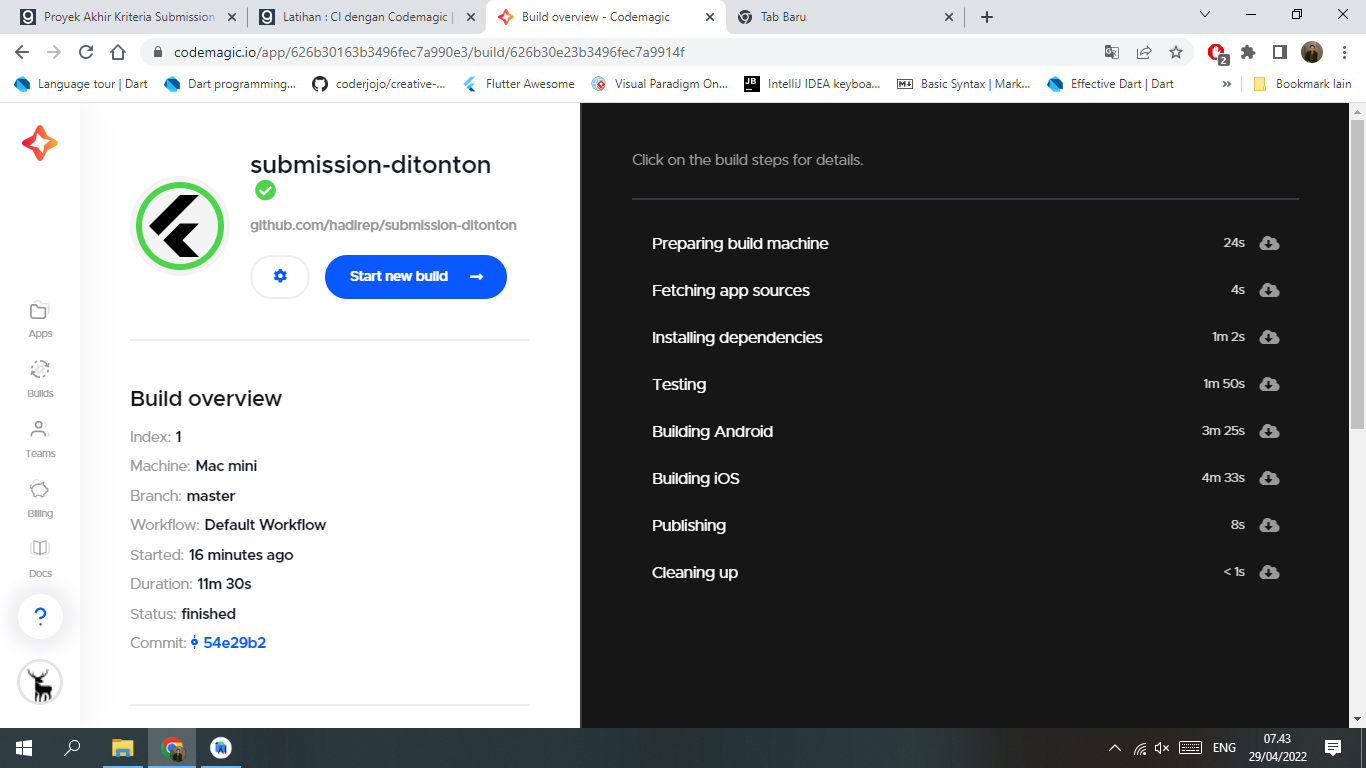 Proyek Akhir Kriteria Submission
Latihan : CI dengan Codemagic |
Build overview - Codemagic
Tab Baru
codemagic.io/app/626b30163b3496fec7a990e3/build/626b30e23b3496fec7a9914f
2
Language tour | Dart
Dart programming...
coderjojo/creative-...
Flutter Awesome
Visual Paradigm On...
JB
IntelliJ IDEA keyboa...
Basic Syntax | Mark...
Effective Dart | Dart
»
Bookmark lain
Apps
Builds
Teams
Billing
Docs
?
submission-ditonton
github.com/hadirep/submission-ditonton
Start new build
Build overview
Index: 1
Machine: Mac mini
Branch: master
Workflow: Default Workflow
Started: 16 minutes ago
Duration: 11m 30s
Status: finished
Commit: 54e29b2
Click on the build steps for details.
Preparing build machine 24s
Fetching app sources 4s
Installing dependencies 1m 2s
Testing 1m 50s
Building Android 3m 25s
Building iOS 4m 33s
Publishing 8s
Cleaning up < 1s
ENG
07.43
29/04/2022